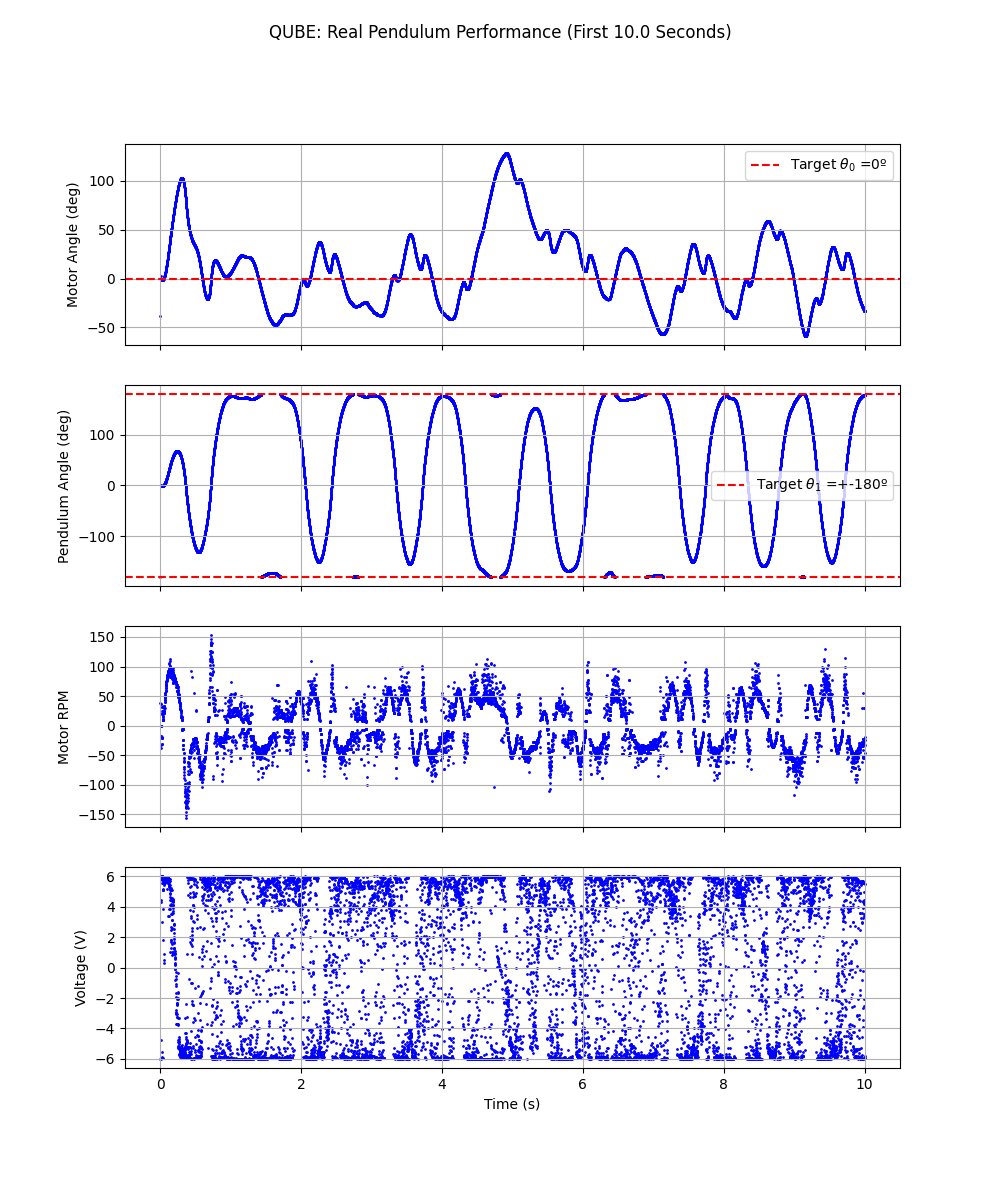 QUBE: Real Pendulum Performance (First 10.0 Seconds)
Motor Angle (deg)
100
50
0
−50
Target θ0 =0º
Pendulum Angle (deg)
100
0
−100
Target θ1 =+-180º
Motor RPM
150
100
50
0
−50
−100
−150
Voltage (V)
6
4
2
0
−2
−4
−6
0 2 4 6 8 10
Time (s)